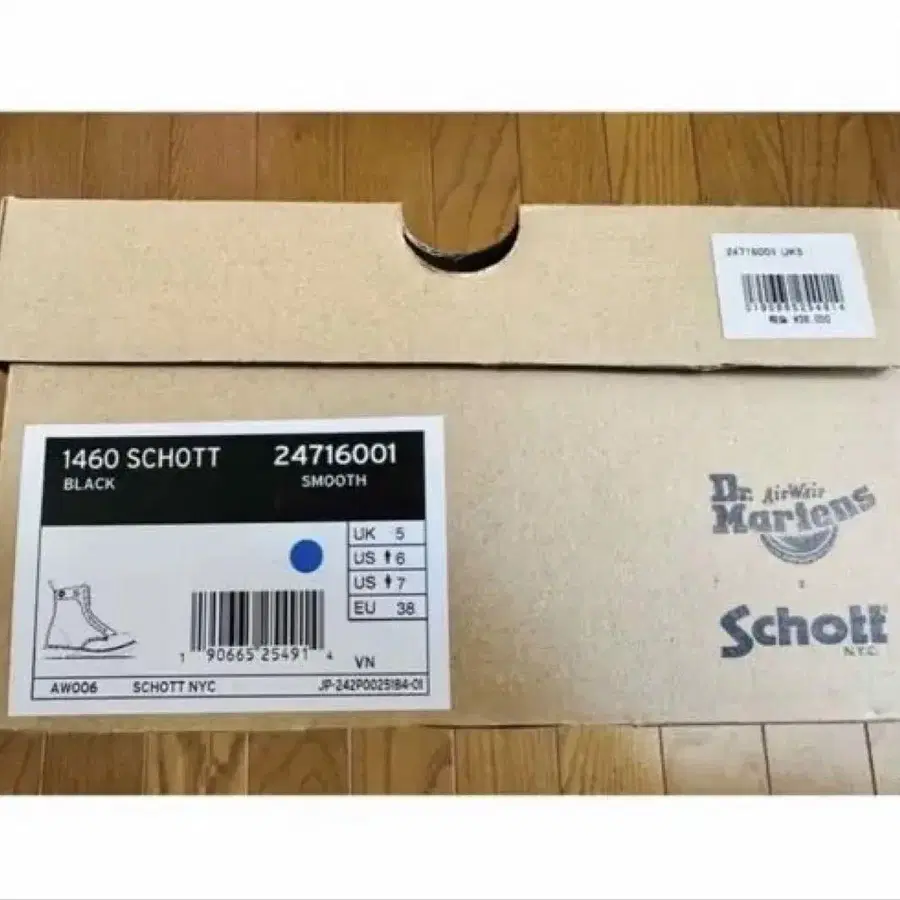 24716001 UK5
1460 SCHOTT 24716001
BLACK SMOOTH
UK 5
US 6
US 7
EU 38
1 90665 25491 4
VN
AW006 SCHOTT NYC JP-242P0025184-01
Dr. AirWair
Martens
x
Schott
N.Y.C.